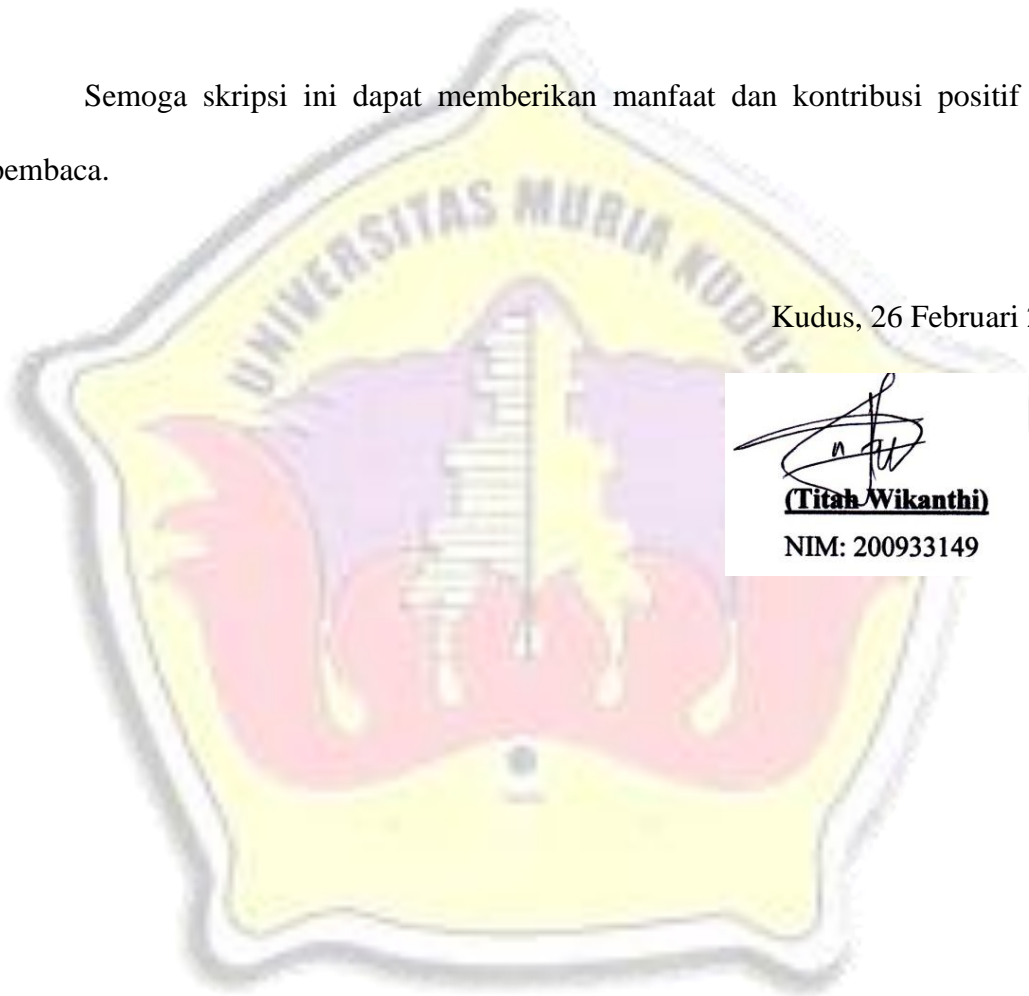 Semoga skripsi ini dapat memberikan manfaat dan kontribusi positif
pembaca.
UNIVERSITAS MURIA KUDUS
Kudus, 26 Februari
(Titah Wikanthi)
NIM: 200933149